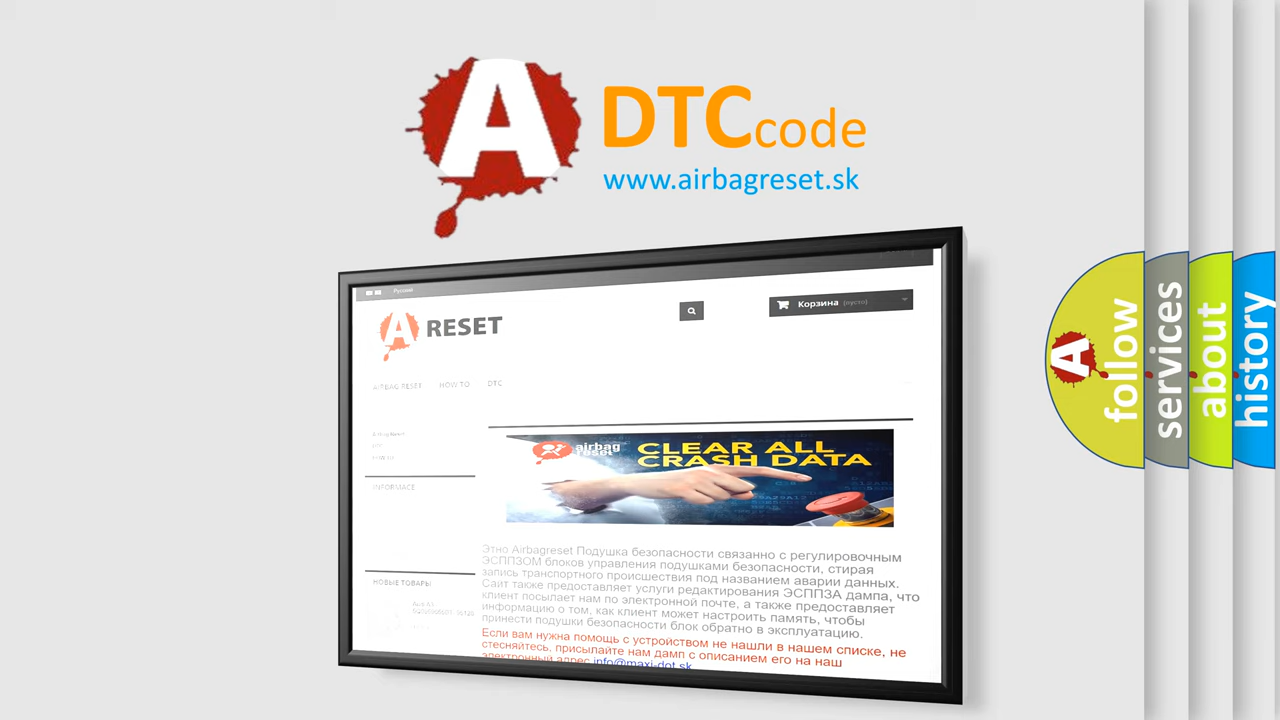 A
DTCcode
www.airbagreset.sk
Русский
A RESET
Корзина (пусто)
AIRBAG RESET HOW TO DTC
INFORMACE
НОВЫЕ ТОВАРЫ
airbag
reset
CLEAR ALL
CRASH DATA
Этно Airbagreset Подушка безопасности связанно с регулировочным
ЭСППЗОМ блоков управления подушками безопасности, стирая
запись транспортного происшествия под названием аварии данных.
Сайт также предоставляет услуги редактирования ЭСППЗА дампа, что
клиент посылает нам по электронной почте, а также предоставляет
информацию о том, как клиент может настроить память, чтобы
принести подушки безопасности блок обратно в эксплуатацию.
Если вам нужна помощь с устройством не нашли в нашем списке, не
стесняйтесь, присылайте нам дамп с описанием его на наш
электронный адрес info@maxi-dot.sk
A
follow
services
about
history